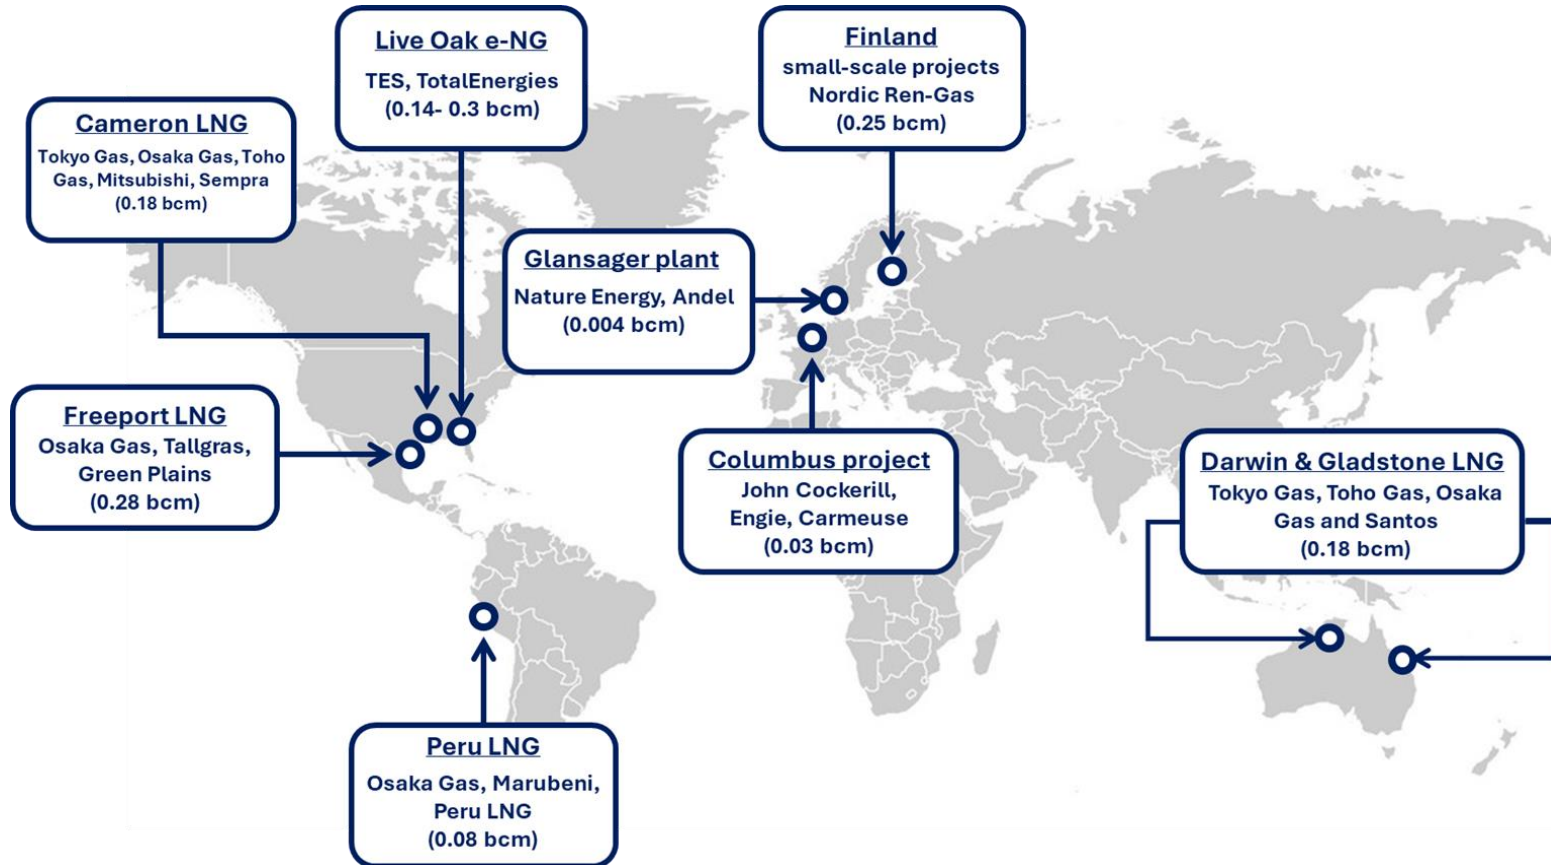 Live Oak e-NG
TES, TotalEnergies
(0.14- 0.3 bcm)
Finland
small-scale projects
Nordic Ren-Gas
(0.25 bcm)
Cameron LNG
Tokyo Gas, Osaka Gas, Toho
Gas, Mitsubishi, Sempra
(0.18 bcm)
Glansager plant
Nature Energy, Andel
(0.004 bcm)
Freeport LNG
Osaka Gas, Tallgras,
Green Plains
(0.28 bcm)
Columbus project
John Cockerill,
Engie, Carmeuse
(0.03 bcm)
Darwin & Gladstone LNG
Tokyo Gas, Toho Gas, Osaka
Gas and Santos
(0.18 bcm)
Peru LNG
Osaka Gas, Marubeni,
Peru LNG
(0.08 bcm)